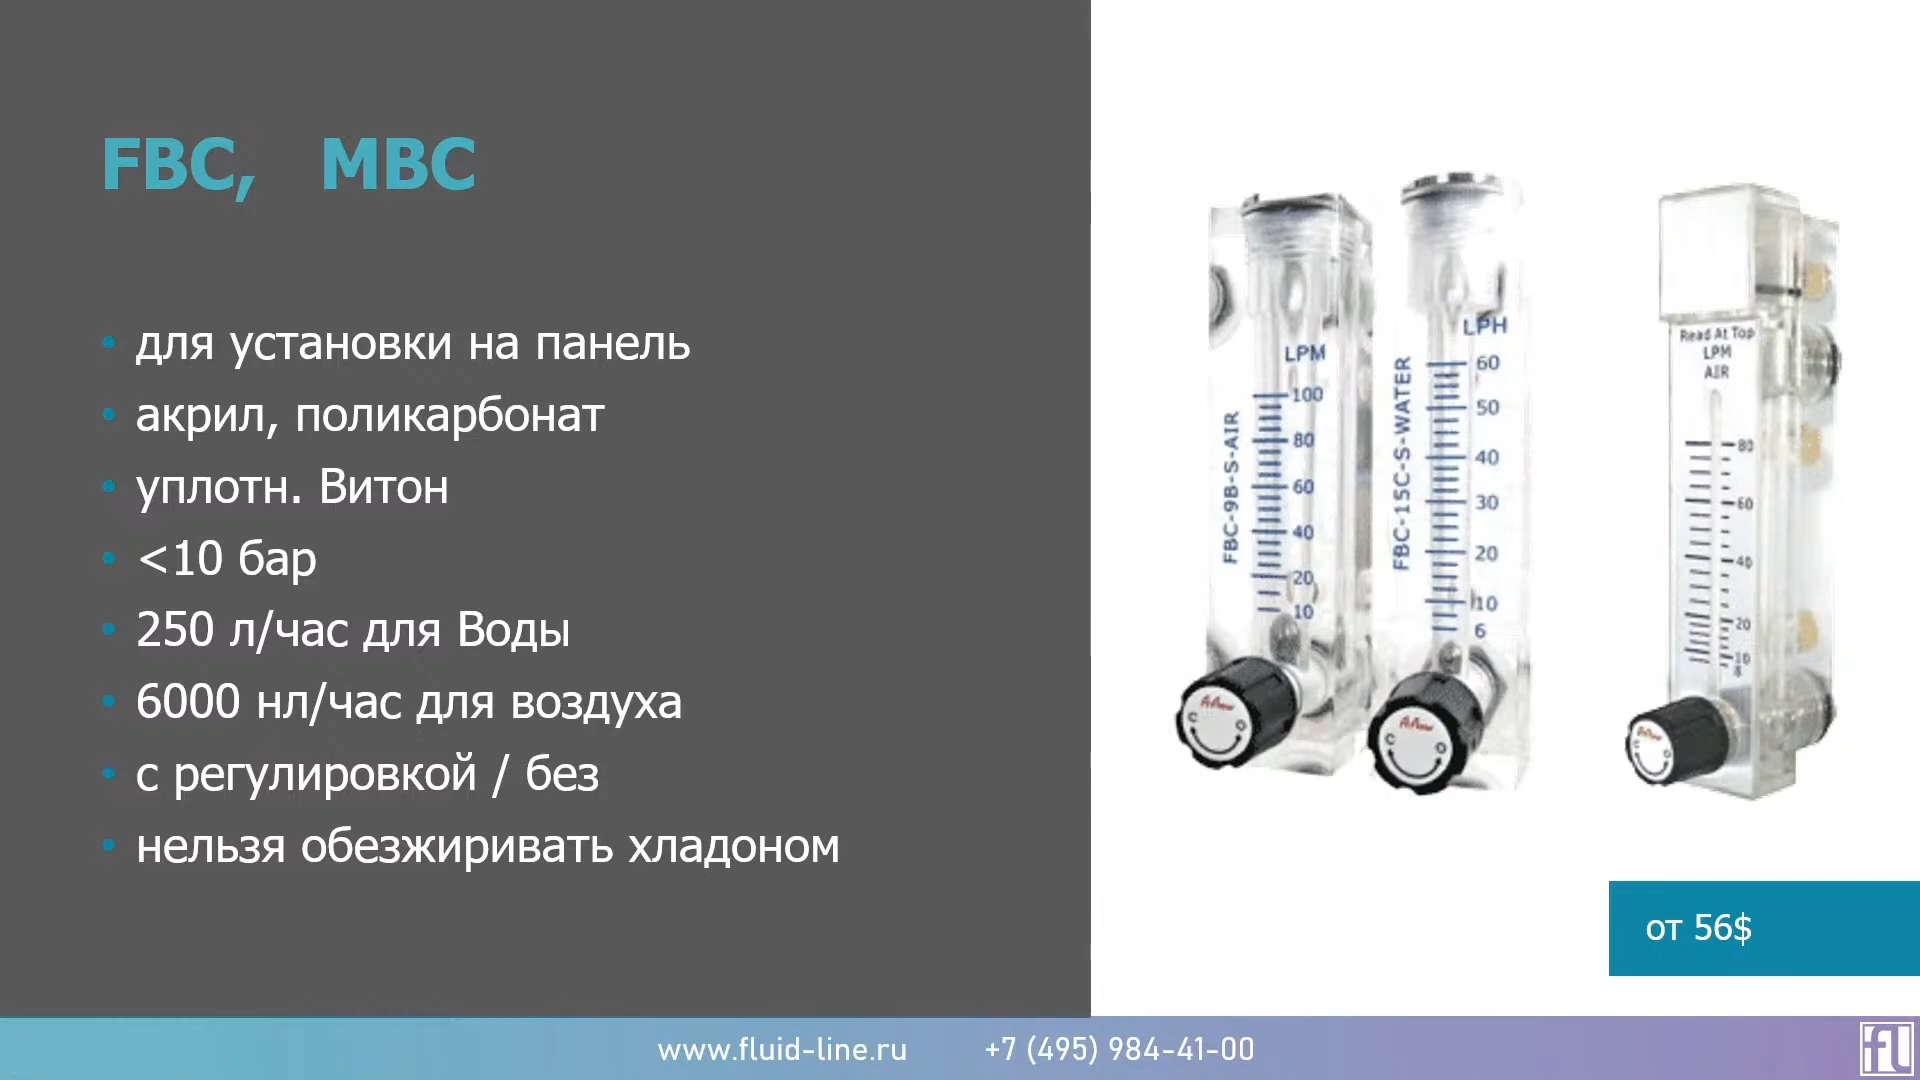 FBC, MBC
для установки на панель
акрил, поликарбонат
уплотн. Витон
<10 бар
250 л/час для Воды
6000 нл/час для воздуха
с регулировкой / без
нельзя обезжиривать хладоном
LPM
100
80
60
40
20
10
FBC-9B-S-AIR
C
O
LPH
60
50
40
30
20
10
6
FBC-15C-S-WATER
C
O
Read At Top
LPM
AIR
80
60
40
20
10
8
от 56$
www.fluid-line.ru +7 (495) 984-41-00
fl